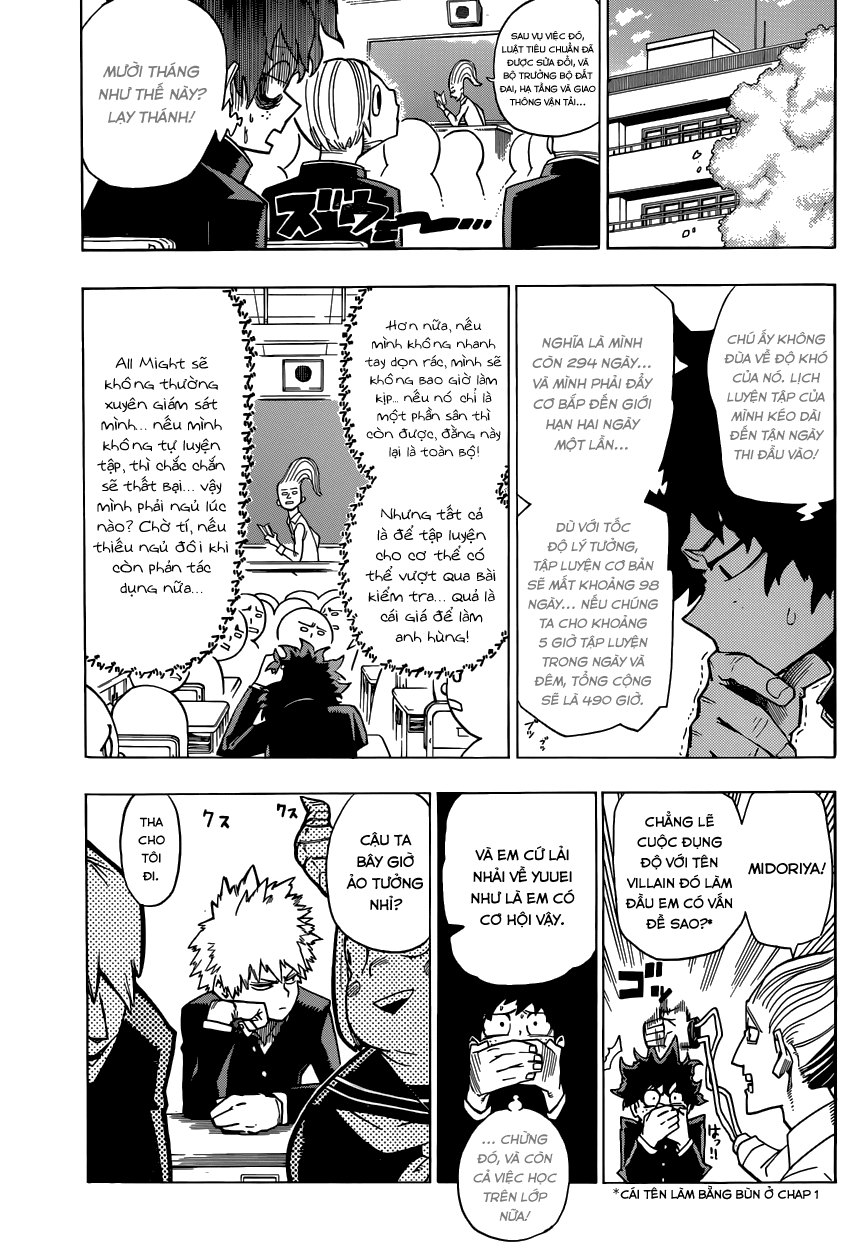 SAU VỤ VIỆC ĐÓ,
LUẬT TIÊU CHUẨN ĐÃ
ĐƯỢC SỬA ĐỔI, VÀ
BỘ TRƯỞNG BỘ ĐẤT
ĐAI, HẠ TẦNG VÀ GIAO
THÔNG VẬN TẢI...
MƯỜI THÁNG
NHƯ THẾ NÀY?
LẠY THÁNH!
ズウゥ〜〜……
CHÚ ẤY KHÔNG
ĐÙA VỀ ĐỘ KHÓ
CỦA NÓ. LỊCH
LUYỆN TẬP CỦA
MÌNH KÉO DÀI
ĐẾN TẬN NGÀY
THI ĐẤU VÀO!
NGHĨA LÀ MÌNH
CÒN 294 NGÀY...
VÀ MÌNH PHẢI ĐẨY
CƠ BẮP ĐẾN GIỚI
HẠN HAI NGÀY
MỘT LẦN...
DÙ VỚI TỐC
ĐỘ LÝ TƯỞNG,
TẬP LUYỆN CƠ BẢN
SẼ MẤT KHOẢNG 98
NGÀY... NẾU CHÚNG
TA CHO KHOẢNG
5 GIỜ TẬP LUYỆN
TRONG NGÀY VÀ
ĐÊM, TỔNG CỘNG
SẼ LÀ 490 GIỜ.
Hơn nữa, nếu
mình không nhanh
tay dọn rác, mình sẽ
không bao giờ làm
kịp... nếu nó chỉ là
một phần sân thì
còn được, đằng này
lại là toàn bộ!
Nhưng tất cả
là để tập luyện
cho cơ thể có
thể vượt qua bài
kiểm tra... Quả là
cái giá để làm
anh hùng!
All Might sẽ
không thường
xuyên giám sát
mình... nếu mình
không tự luyện
tập, thì chắc chắn
sẽ thất bại... vậy
mình phải ngủ lúc
nào? Chờ tí, nếu
thiếu ngủ đôi khi
còn phản tác
dụng nữa...
MIDORIYA!
CHẲNG LẼ
CUỘC ĐỤNG
ĐỘ VỚI TÊN
VILLAIN ĐÓ LÀM
ĐẦU EM CÓ VẤN
ĐỀ SAO?*
ゴッ
はっ!!
*CÁI TÊN LÀM BẰNG BÙN Ở CHAP 1
VÀ EM CỨ LẢI
NHẢI VỀ YUUEI
NHƯ LÀ EM CÓ
CƠ HỘI VẬY.
... CHỪNG
ĐÓ, VÀ CÒN
CẢ VIỆC HỌC
TRÊN LỚP
NỮA!
CẬU TA
BÂY GIỜ
ẢO TƯỞNG
NHỈ?
クス
クス
THA
CHO
TÔI
ĐI.